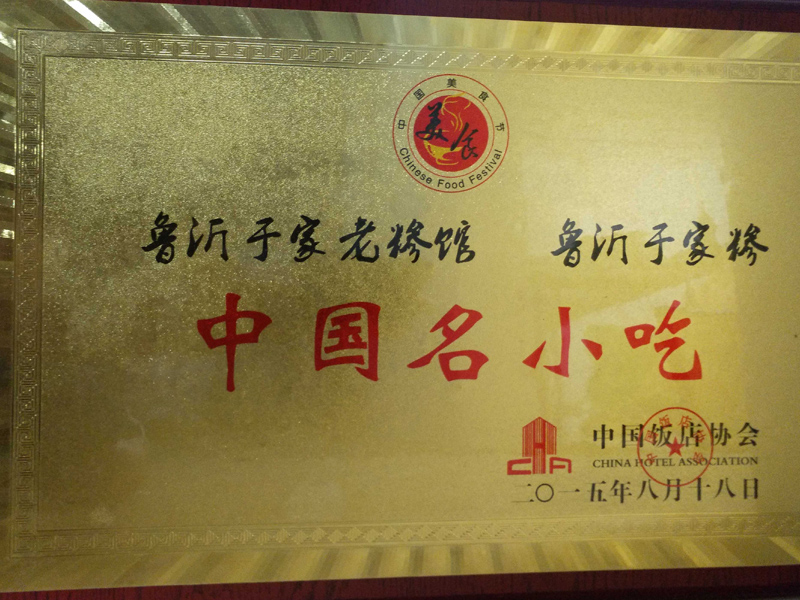 中国美食节
美食
Chinese Food Festival
鲁沂于家老糁馆 鲁沂于家糁
中国名小吃
CHA 中国饭店协会
CHINA HOTEL ASSOCIATION
二〇一五年八月十八日